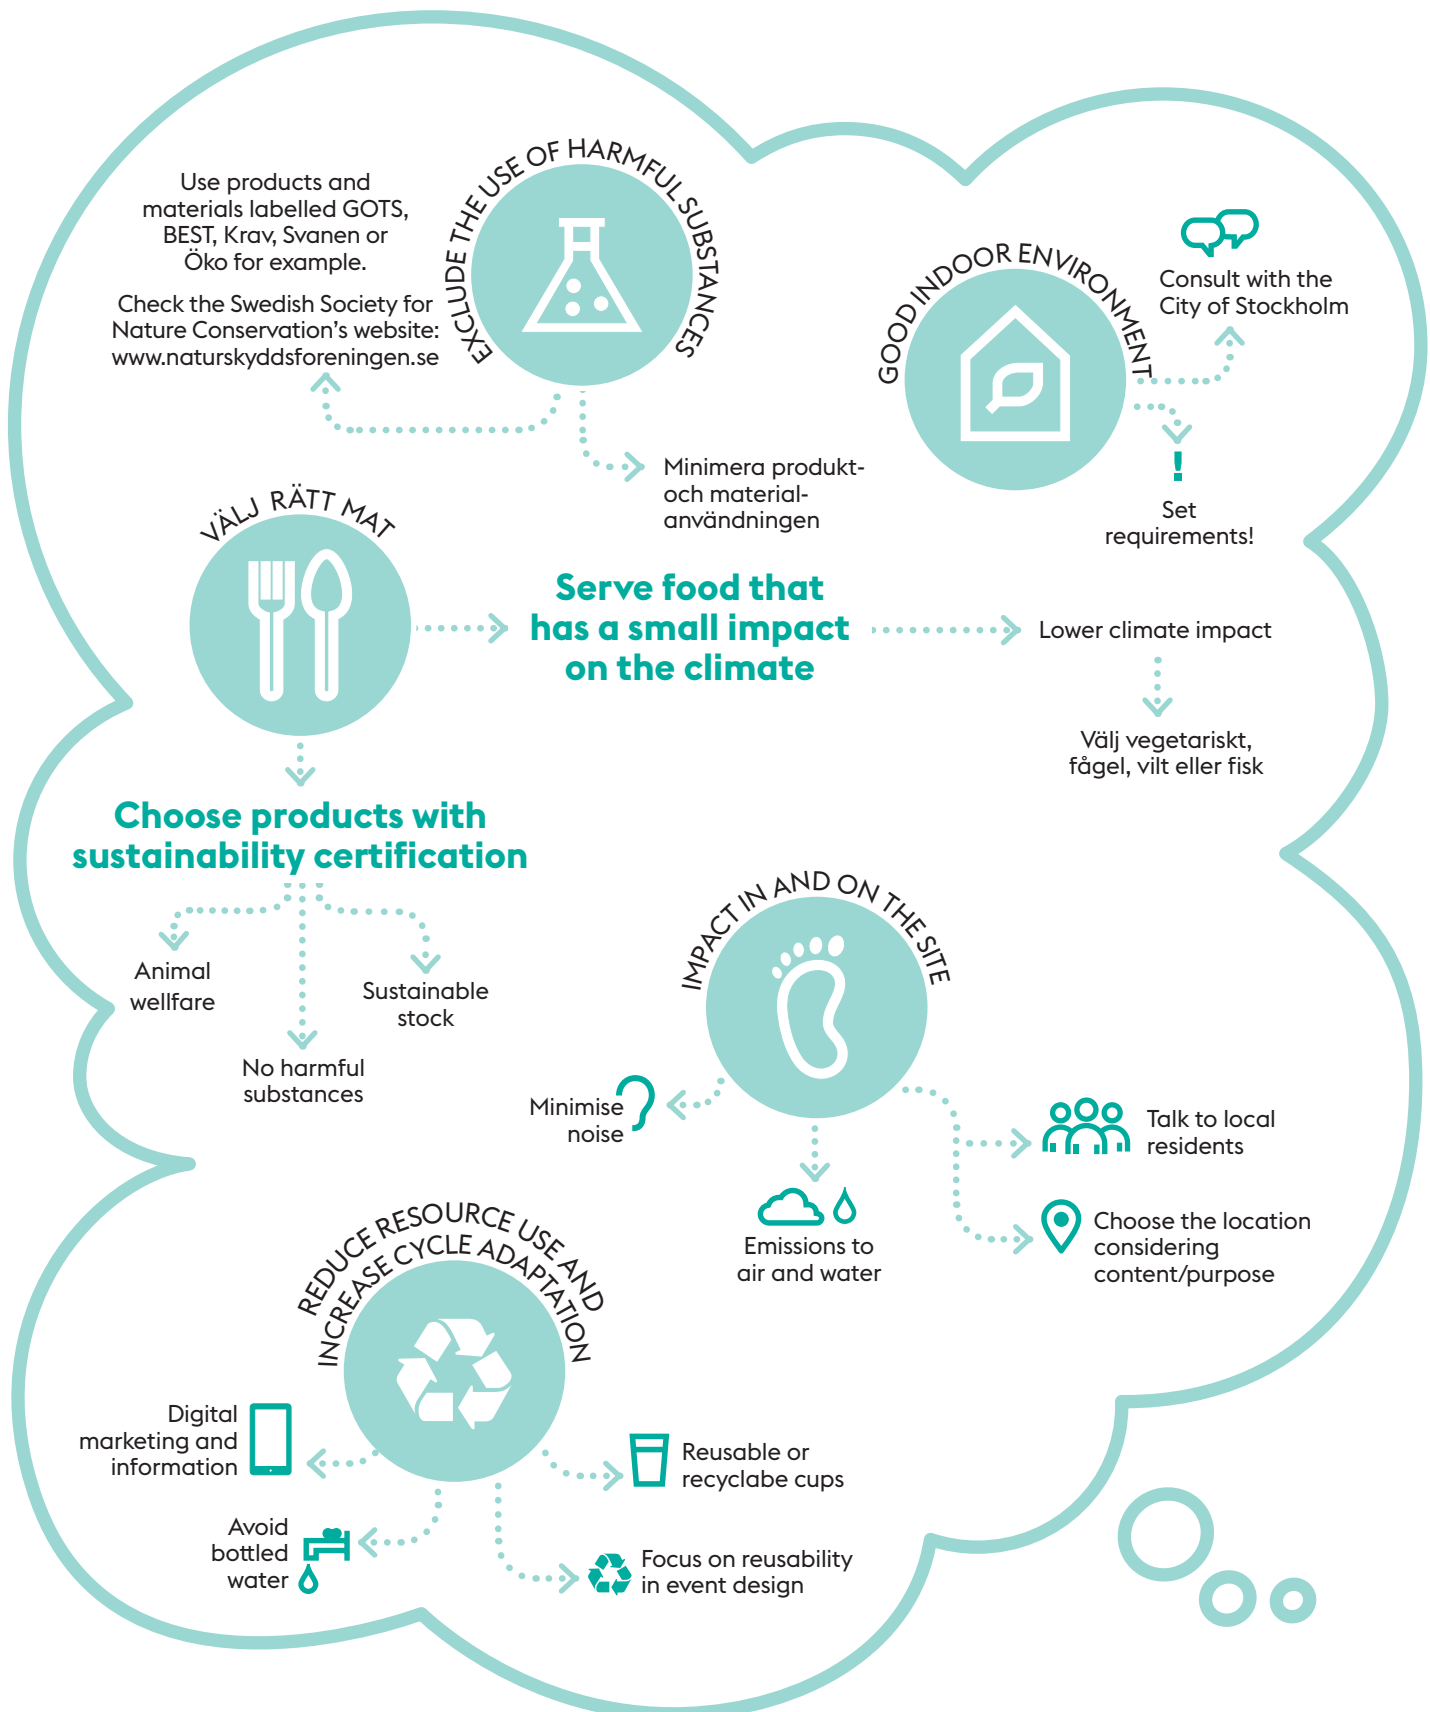 EXCLUDE THE USE OF HARMFUL SUBSTANCES
Use products and
materials labelled GOTS,
BEST, Krav, Svanen or
Öko for example.
Check the Swedish Society for
Nature Conservation’s website:
www.naturskyddsforeningen.se
Minimera produkt-
och material-
användningen
GOOD INDOOR ENVIRONMENT
Consult with the
City of Stockholm
!
Set
requirements!
VÄLJ RÄTT MAT
Serve food that
has a small impact
on the climate
Lower climate impact
Välj vegetariskt,
fågel, vilt eller fisk
Choose products with
sustainability certification
Animal
wellfare
No harmful
substances
Sustainable
stock
IMPACT IN AND ON THE SITE
Minimise
noise
Emissions to
air and water
Talk to local
residents
Choose the location
considering
content/purpose
REDUCE RESOURCE USE AND
INCREASE CYCLE ADAPTATION
Digital
marketing and
information
Avoid
bottled
water
Reusable or
recyclabe cups
Focus on reusability
in event design